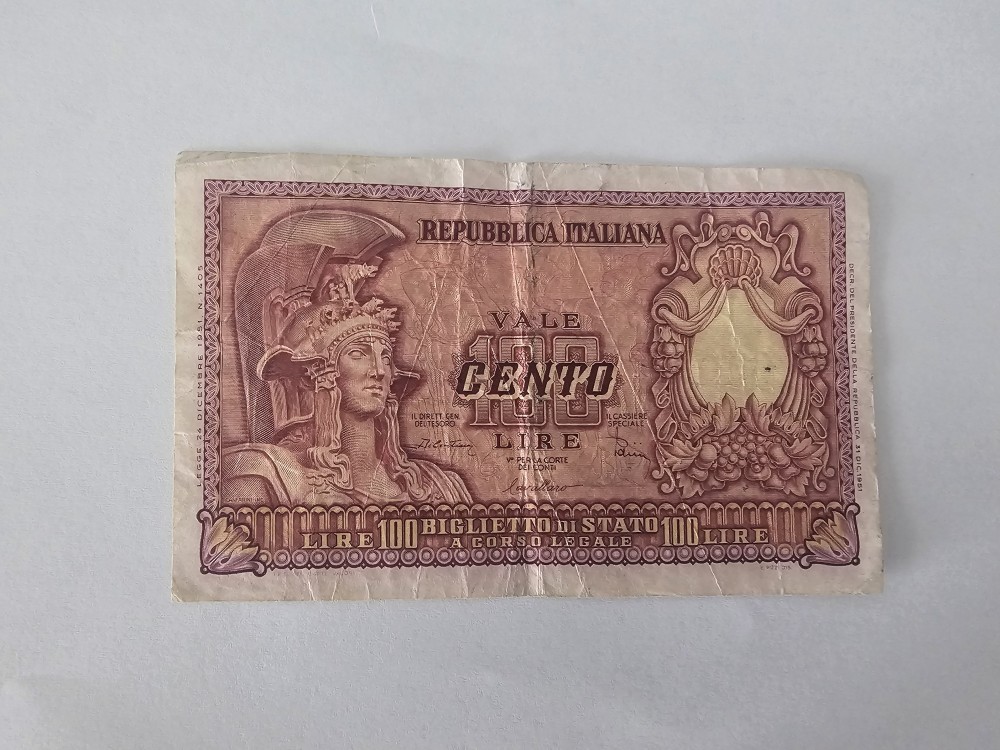 REPUBBLICA ITALIANA
VALE
100
CENTO
LIRE
IL DIRETT. GEN.
DEL TESORO
IL CASSIERE
SPECIALE
Vº PER LA CORTE
DEI CONTI
Cavallaro
LIRE 100 BIGLIETTO DI STATO 100 LIRE
A CORSO LEGALE
LEGGE 24 DICEMBRE 1951, N. 1405
DECR. DEL PRESIDENTE DELLA REPUBBLICA 31 DIC. 1951